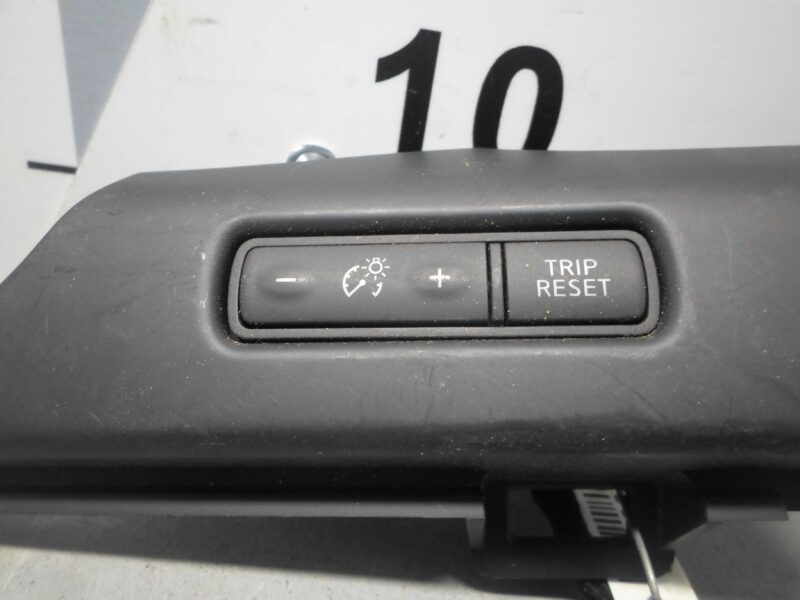 10
- +
TRIP
RESET